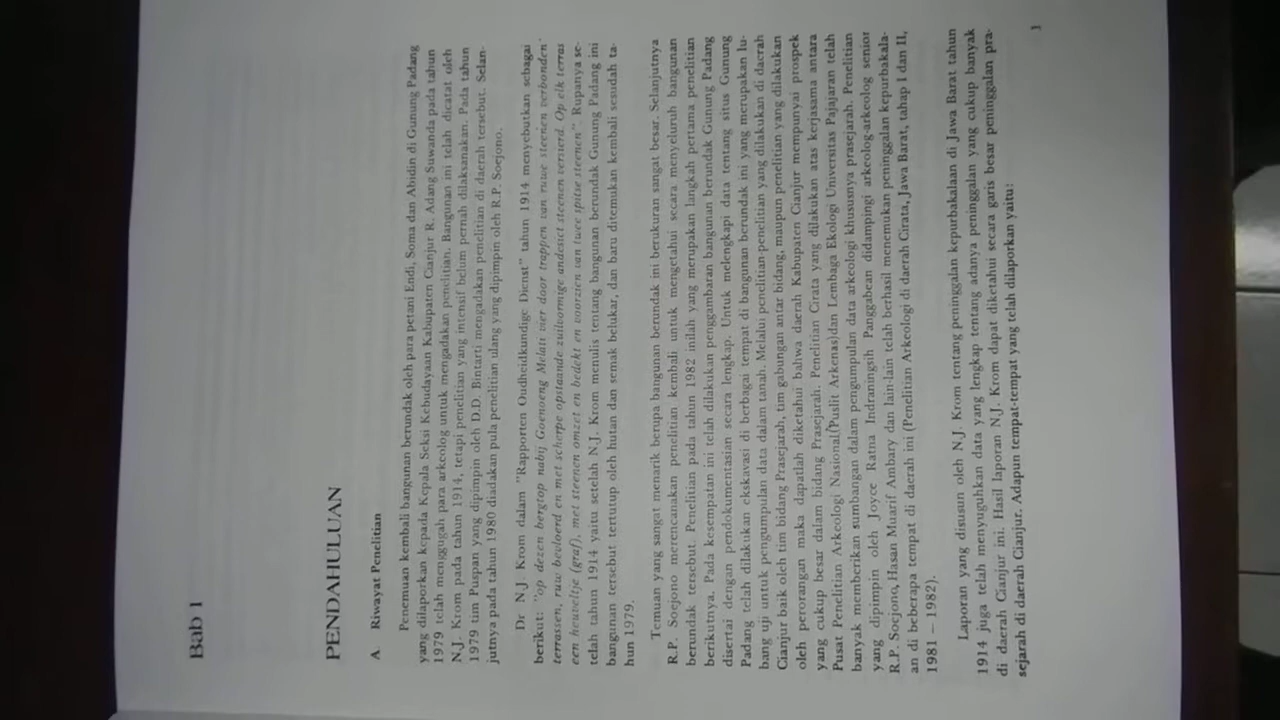 Bab 1
PENDAHULUAN
A. Riwayat Penelitian
Penemuan kembali bangunan berundak oleh para petani Endi, Soma dan Abidin di Gunung Padang
yang dilaporkan kepada Kepala Seksi Kebudayaan Kabupaten Cianjur R. Adang Suwanda pada tahun
1979 telah menggugah para arkeolog untuk mengadakan penelitian. Bangunan ini telah dicatat oleh
N.J. Krom pada tahun 1914, tetapi penelitian yang intensif belum pernah dilaksanakan. Pada tahun
1979 tim Puspan yang dipimpin oleh D.D. Bintarti mengadakan penelitian di daerah tersebut. Selan-
jutnya pada tahun 1980 diadakan pula penelitian ulang yang dipimpin oleh R.P. Soejono.
Dr N.J. Krom dalam "Rapporten Oudheidkundige Dienst" tahun 1914 menyebutkan sebagai
berikut: "op dezen bergtop nabij Goenoeng Melati vier door trappen van ruwe steenen verbonden
terrassen, ruw bevloerd en met scherpe opstaande zuilvormige andesiet steenen versierd. Op elk terras
een heuveltje (graf), met steenen omzet en bedekt en voorzien van twee spitse steenen". Rupanya se-
telah tahun 1914 yaitu setelah N.J. Krom menulis tentang bangunan berundak Gunung Padang ini
bangunan tersebut tertutup oleh hutan dan semak belukar, dan baru ditemukan kembali sesudah ta-
hun 1979.
Temuan yang sangat menarik berupa bangunan berundak ini berukuran sangat besar. Selanjutnya
R.P. Soejono merencanakan penelitian kembali untuk mengetahui secara menyeluruh bangunan
berundak tersebut. Penelitian pada tahun 1982 inilah yang merupakan langkah pertama penelitian
berikutnya. Pada kesempatan ini telah dilakukan penggambaran bangunan berundak Gunung Padang
disertai dengan pendokumentasian secara lengkap. Untuk melengkapi data tentang situs Gunung
Padang telah dilakukan ekskavasi di berbagai tempat di bangunan berundak ini yang merupakan lu-
bang uji untuk pengumpulan data dalam tanah. Melalui penelitian-penelitian yang dilakukan di daerah
Cianjur baik oleh tim bidang Prasejarah, tim gabungan antar bidang, maupun penelitian yang dilakukan
oleh perorangan maka dapatlah diketahui bahwa daerah Kabupaten Cianjur mempunyai prospek
yang cukup besar dalam bidang Prasejarah. Penelitian Cirata yang dilakukan atas kerjasama antara
Pusat Penelitian Arkeologi Nasional(Puslit Arkenas)dan Lembaga Ekologi Universitas Pajajaran telah
banyak memberikan sumbangan dalam pengumpulan data arkeologi khususnya prasejarah. Penelitian
yang dipimpin oleh Joyce Ratna Indraningsih Panggabean didampingi arkeolog-arkeolog senior
R.P. Soejono, Hasan Muarif Ambary dan lain-lain telah berhasil menemukan peninggalan kepurbakala-
an di beberapa tempat di daerah ini (Penelitian Arkeologi di daerah Cirata, Jawa Barat, tahap I dan II,
1981 – 1982).
Laporan yang disusun oleh N.J. Krom tentang peninggalan kepurbakalaan di Jawa Barat tahun
1914 juga telah menyuguhkan data yang lengkap tentang adanya peninggalan yang cukup banyak
di daerah Cianjur ini. Hasil laporan N.J. Krom dapat diketahui secara garis besar peninggalan pra-
sejarah di daerah Cianjur. Adapun tempat-tempat yang telah dilaporkan yaitu:
1